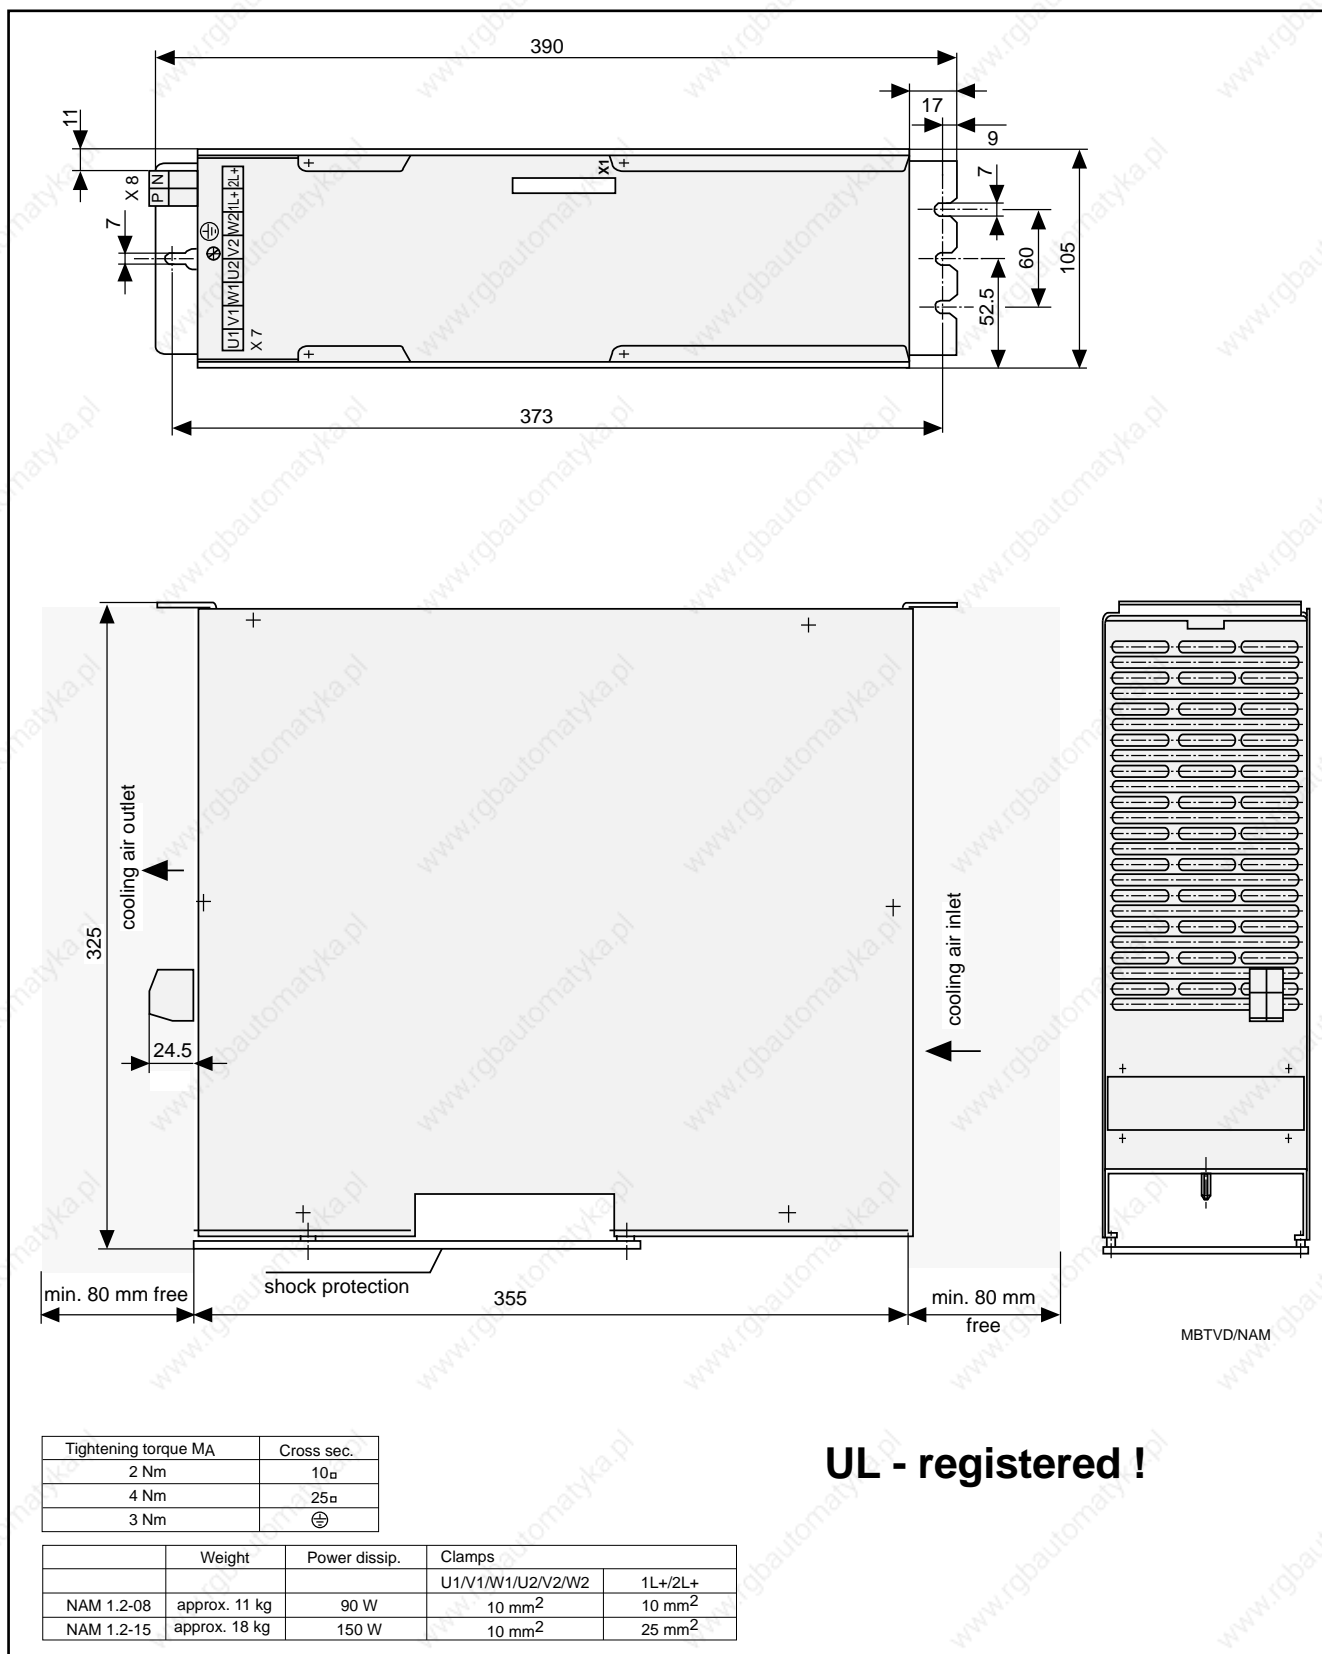 390
17
9
11
X 8
P N
7
U1 V1 W1 U2 V2 W2 1L+ 2L+
X 7
X1
7
60
52.5
105
373
325
cooling air outlet
24.5
cooling air inlet
shock protection
min. 80 mm free
355
min. 80 mm
free
MBTVD/NAM
UL - registered !
Tightening torque MA Cross sec.
2 Nm 10¤
4 Nm 25¤
3 Nm ⏚
Weight Power dissip. Clamps
U1/V1/W1/U2/V2/W2 1L+/2L+
NAM 1.2-08 approx. 11 kg 90 W 10 mm² 10 mm²
NAM 1.2-15 approx. 18 kg 150 W 10 mm² 25 mm²
www.rgbautomatyka.pl